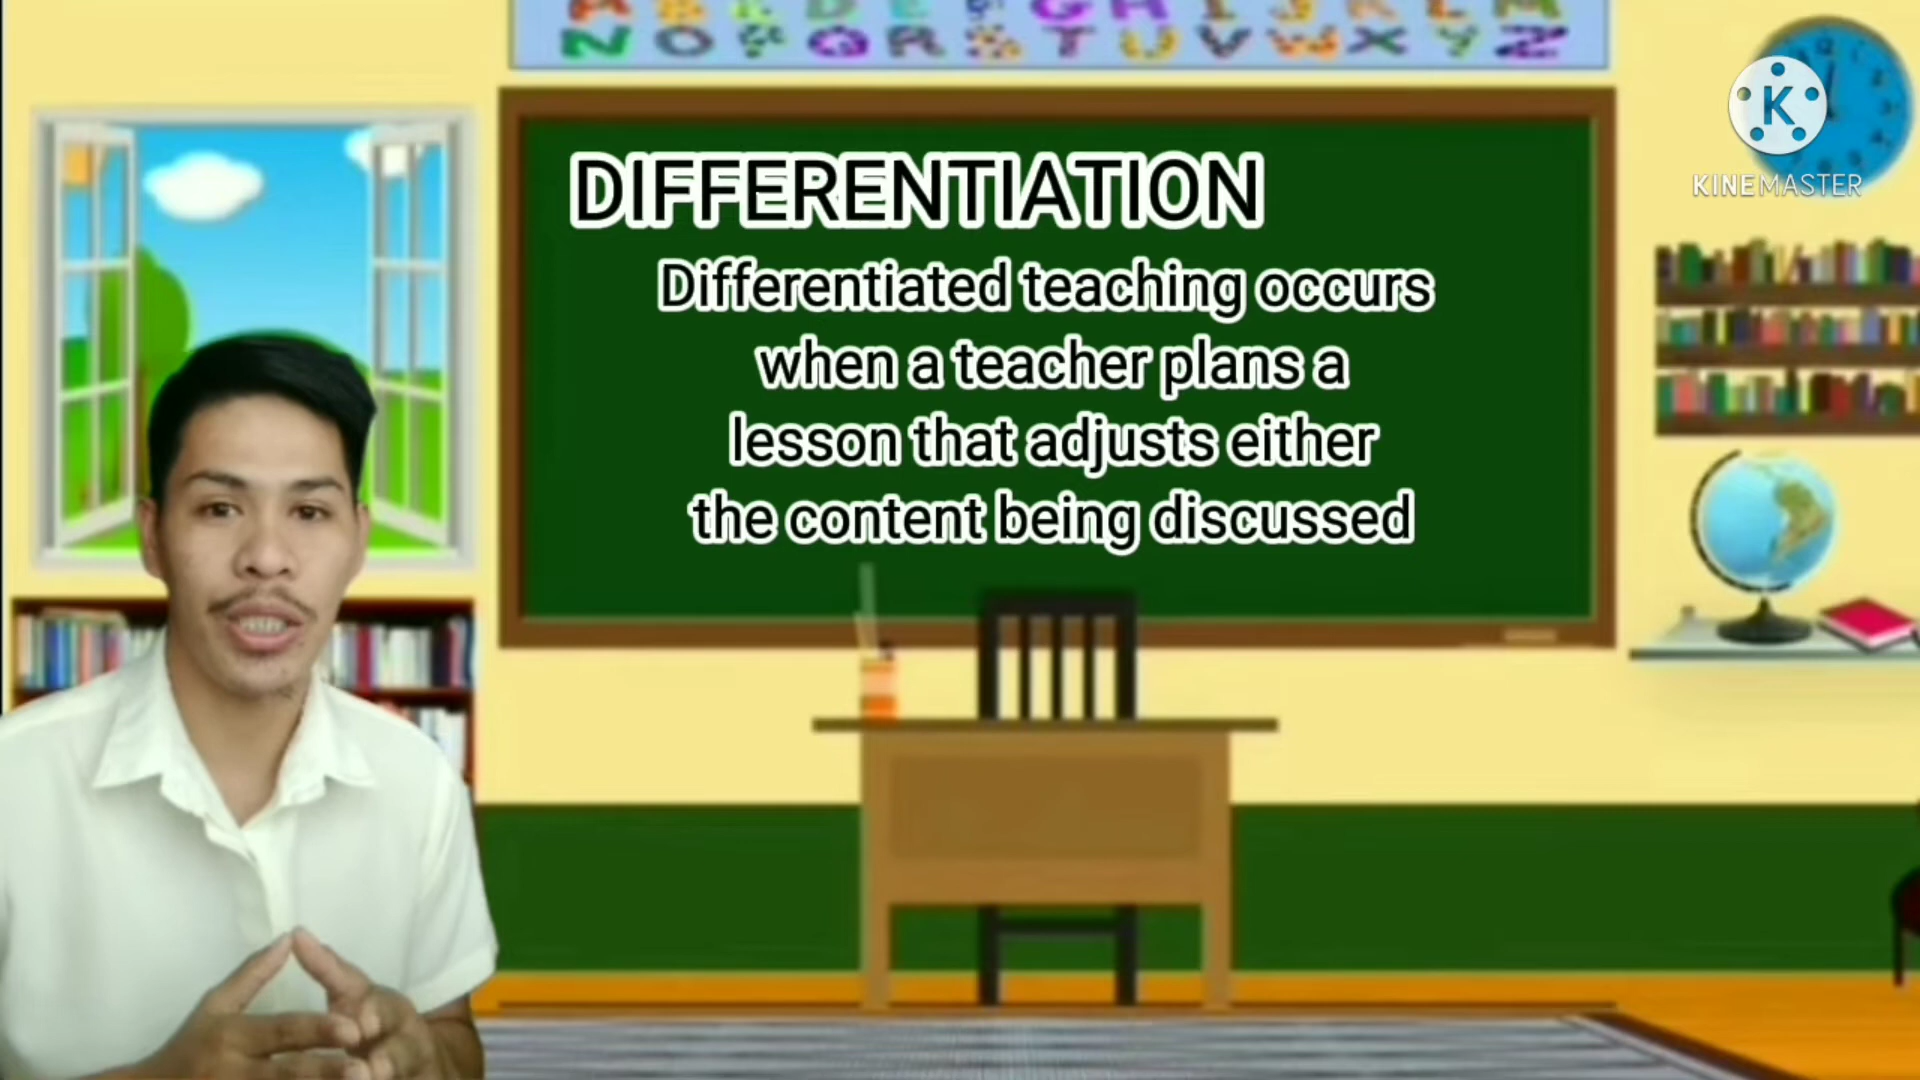 A B C D E F G H I J K L M
N O P Q R S T U V W X Y Z
K
KINEMASTER
DIFFERENTIATION
Differentiated teaching occurs
when a teacher plans a
lesson that adjusts either
the content being discussed